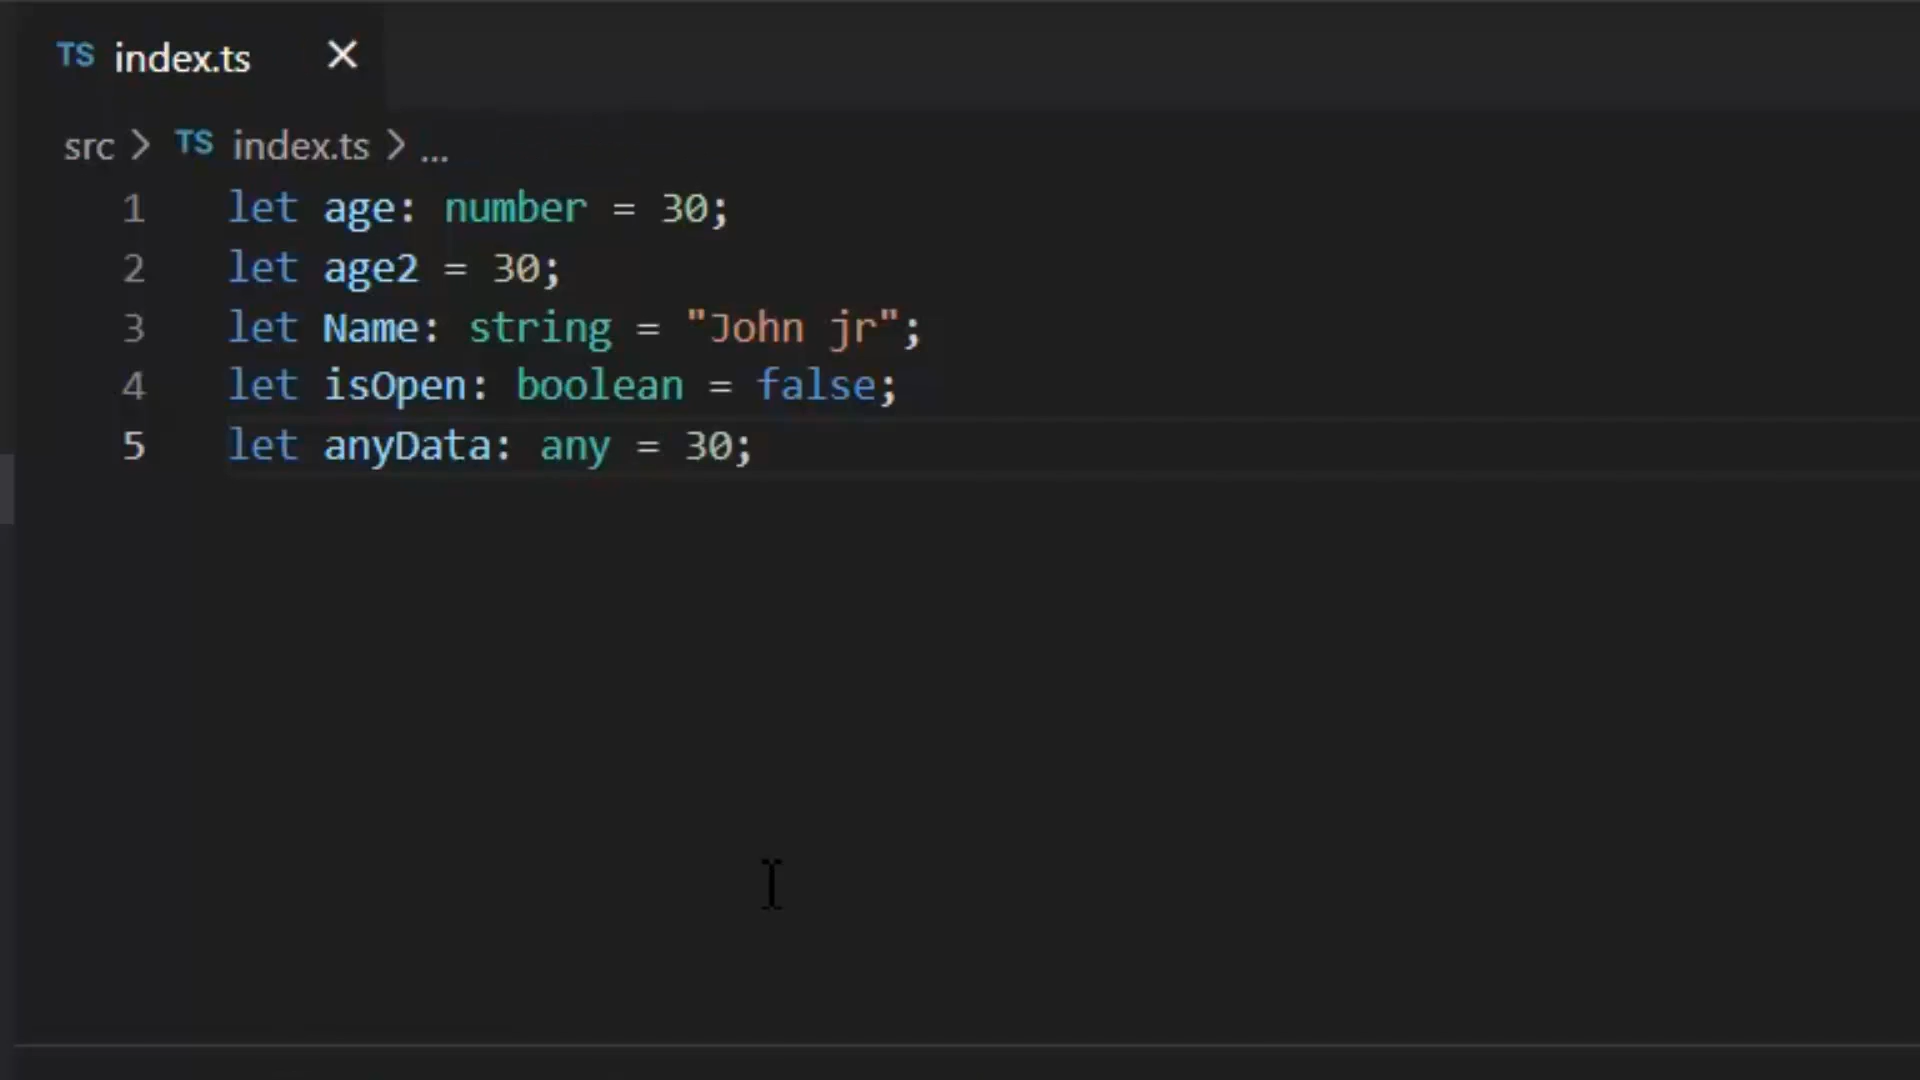 TS index.ts ×
src > TS index.ts > ...
1 let age: number = 30;
2 let age2 = 30;
3 let Name: string = "John jr";
4 let isOpen: boolean = false;
5 let anyData: any = 30;